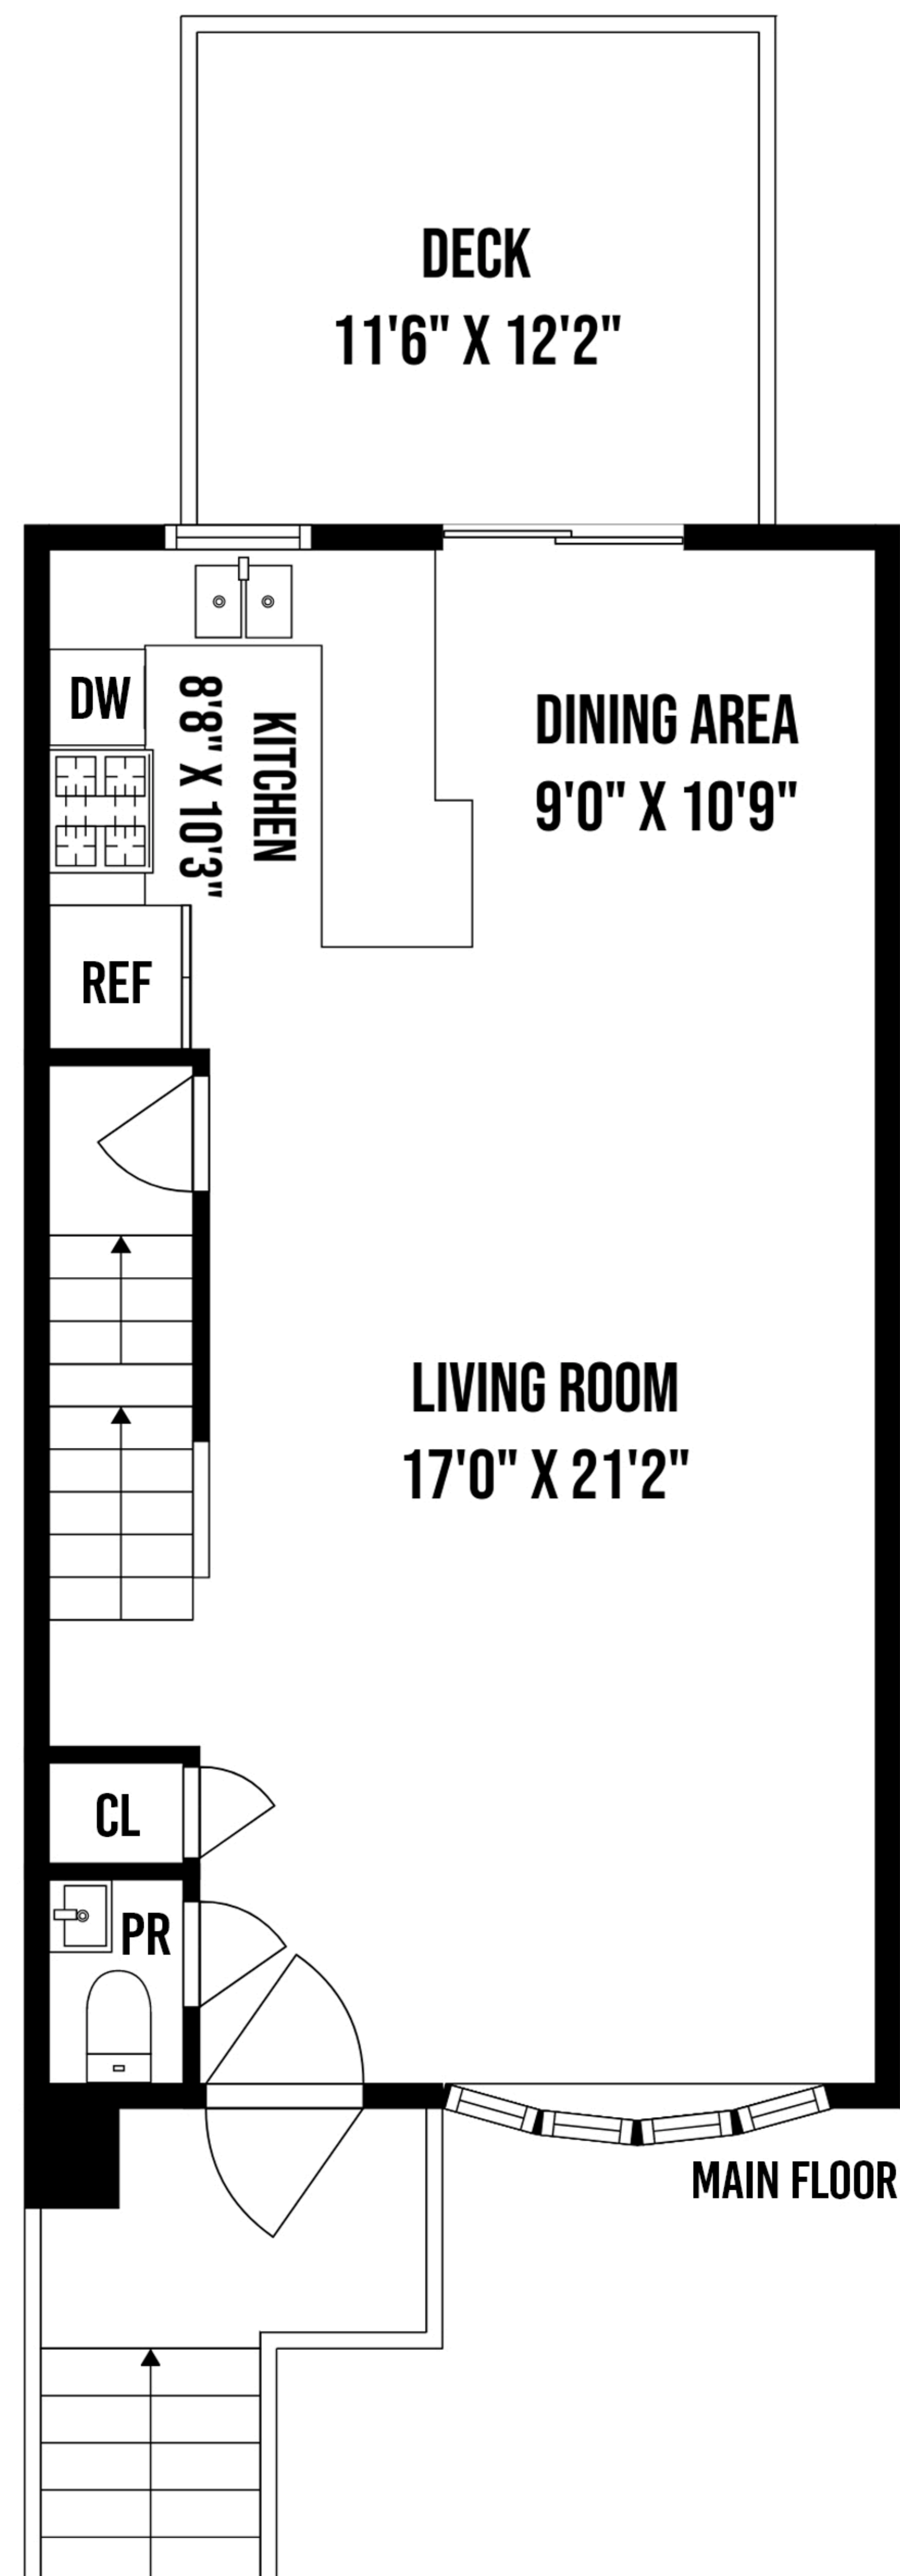 DECK
11'6" X 12'2"
DW
KITCHEN
8'8" X 10'3"
DINING AREA
9'0" X 10'9"
REF
LIVING ROOM
17'0" X 21'2"
CL
PR
MAIN FLOOR